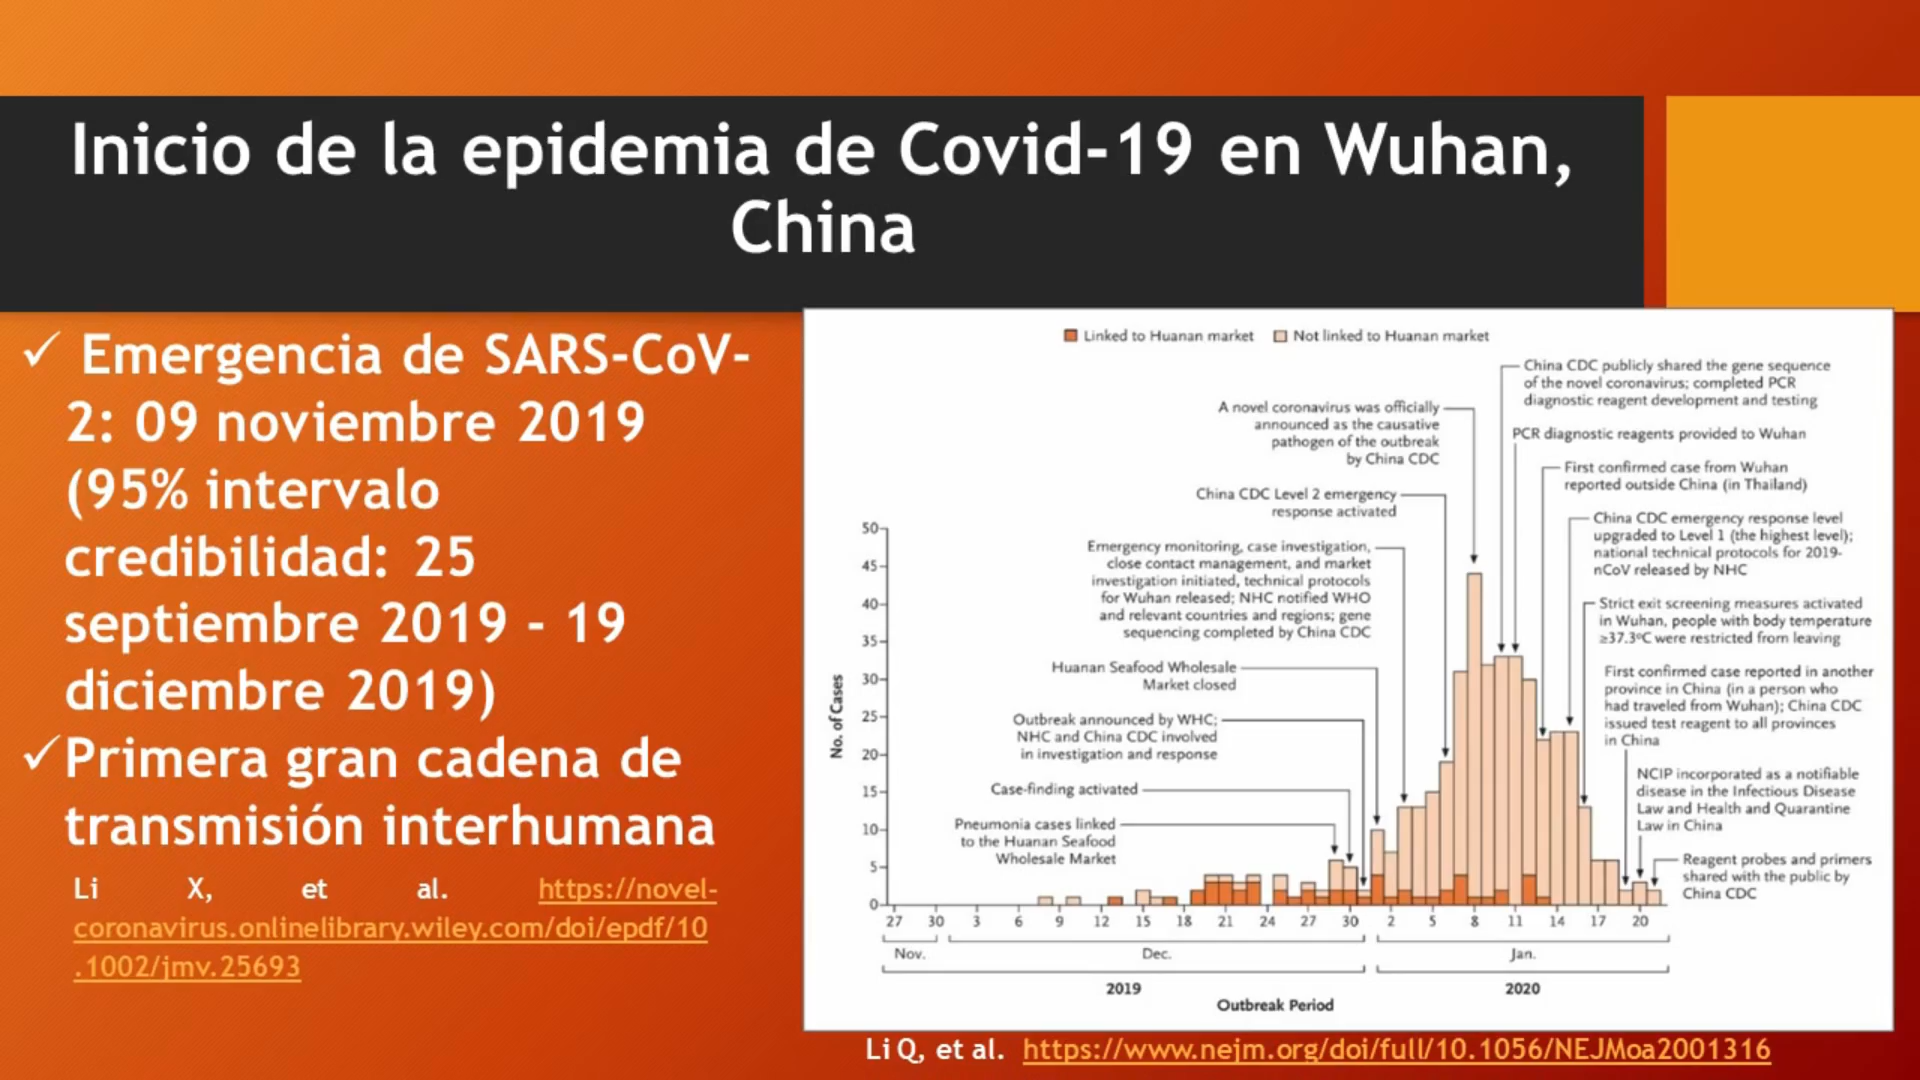 Inicio de la epidemia de Covid-19 en Wuhan,
China
✓ Emergencia de SARS-CoV-
2: 09 noviembre 2019
(95% intervalo
credibilidad: 25
septiembre 2019 - 19
diciembre 2019)
✓Primera gran cadena de
transmisión interhumana
Li X, et al. https://novel-
coronavirus.onlinelibrary.wiley.com/doi/epdf/10
.1002/jmv.25693
Linked to Huanan market
Not linked to Huanan market
China CDC publicly shared the gene sequence
of the novel coronavirus; completed PCR
diagnostic reagent development and testing
A novel coronavirus was officially
announced as the causative
pathogen of the outbreak
by China CDC
PCR diagnostic reagents provided to Wuhan
First confirmed case from Wuhan
reported outside China (in Thailand)
China CDC Level 2 emergency
response activated
China CDC emergency response level
upgraded to Level 1 (the highest level);
national technical protocols for 2019-
nCoV released by NHC
Emergency monitoring, case investigation,
close contact management, and market
investigation initiated, technical protocols
for Wuhan released; NHC notified WHO
and relevant countries and regions; gene
sequencing completed by China CDC
Strict exit screening measures activated
in Wuhan, people with body temperature
≥37.3ºC were restricted from leaving
Huanan Seafood Wholesale
Market closed
First confirmed case reported in another
province in China (in a person who
had traveled from Wuhan); China CDC
issued test reagent to all provinces
in China
Outbreak announced by WHC;
NHC and China CDC involved
in investigation and response
NCIP incorporated as a notifiable
disease in the Infectious Disease
Law and Health and Quarantine
Law in China
Case-finding activated
Pneumonia cases linked
to the Huanan Seafood
Wholesale Market
Reagent probes and primers
shared with the public by
China CDC
No. of Cases
50
45
40
35
30
25
20
15
10
5
0
27 30 3 6 9 12 15 18 21 24 27 30 2 5 8 11 14 17 20
Nov. Dec. Jan.
2019 2020
Outbreak Period
Li Q, et al. https://www.nejm.org/doi/full/10.1056/NEJMoa2001316